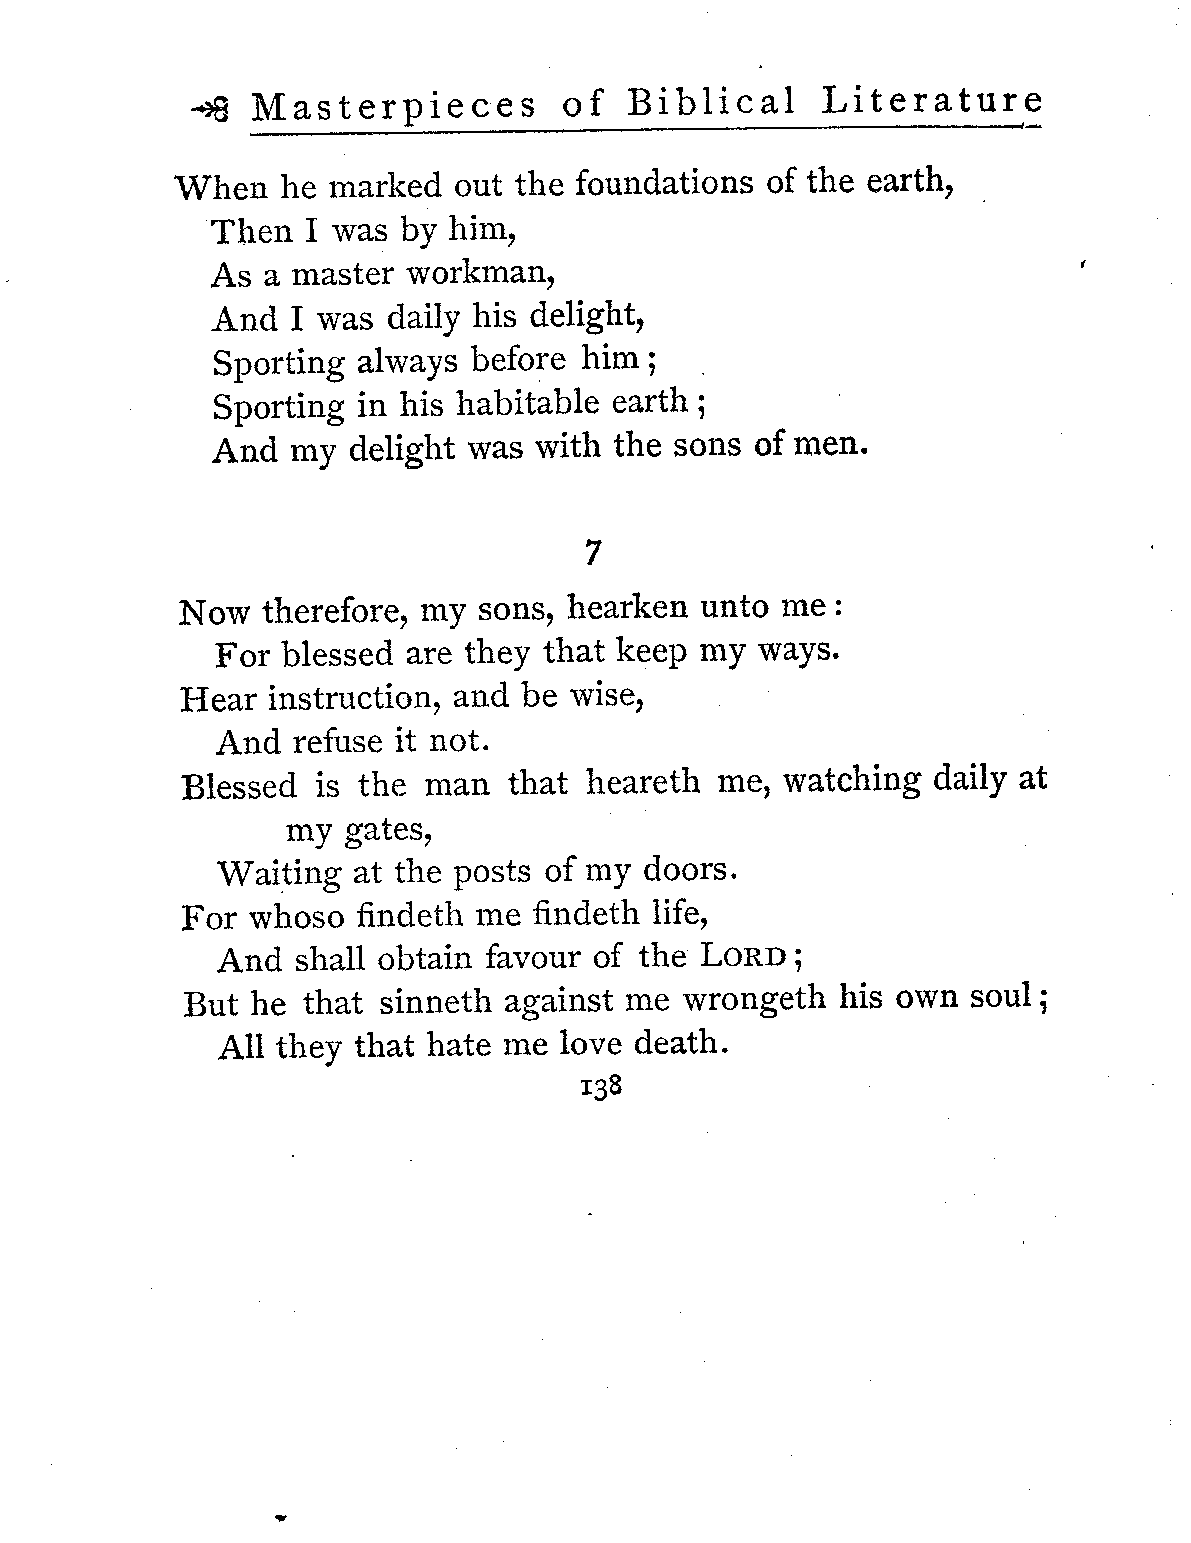 Masterpieces of Biblical Literature
When he marked out the foundations of the earth,
Then I was by him,
As a master workman,
And I was daily his delight,
Sporting always before him;
Sporting in his habitable earth;
And my delight was with the sons of men.
7
Now therefore, my sons, hearken unto me:
For blessed are they that keep my ways.
Hear instruction, and be wise,
And refuse it not.
Blessed is the man that heareth me, watching daily at
my gates,
Waiting at the posts of my doors.
For whoso findeth me findeth life,
And shall obtain favour of the LORD;
But he that sinneth against me wrongeth his own soul;
All they that hate me love death.
138